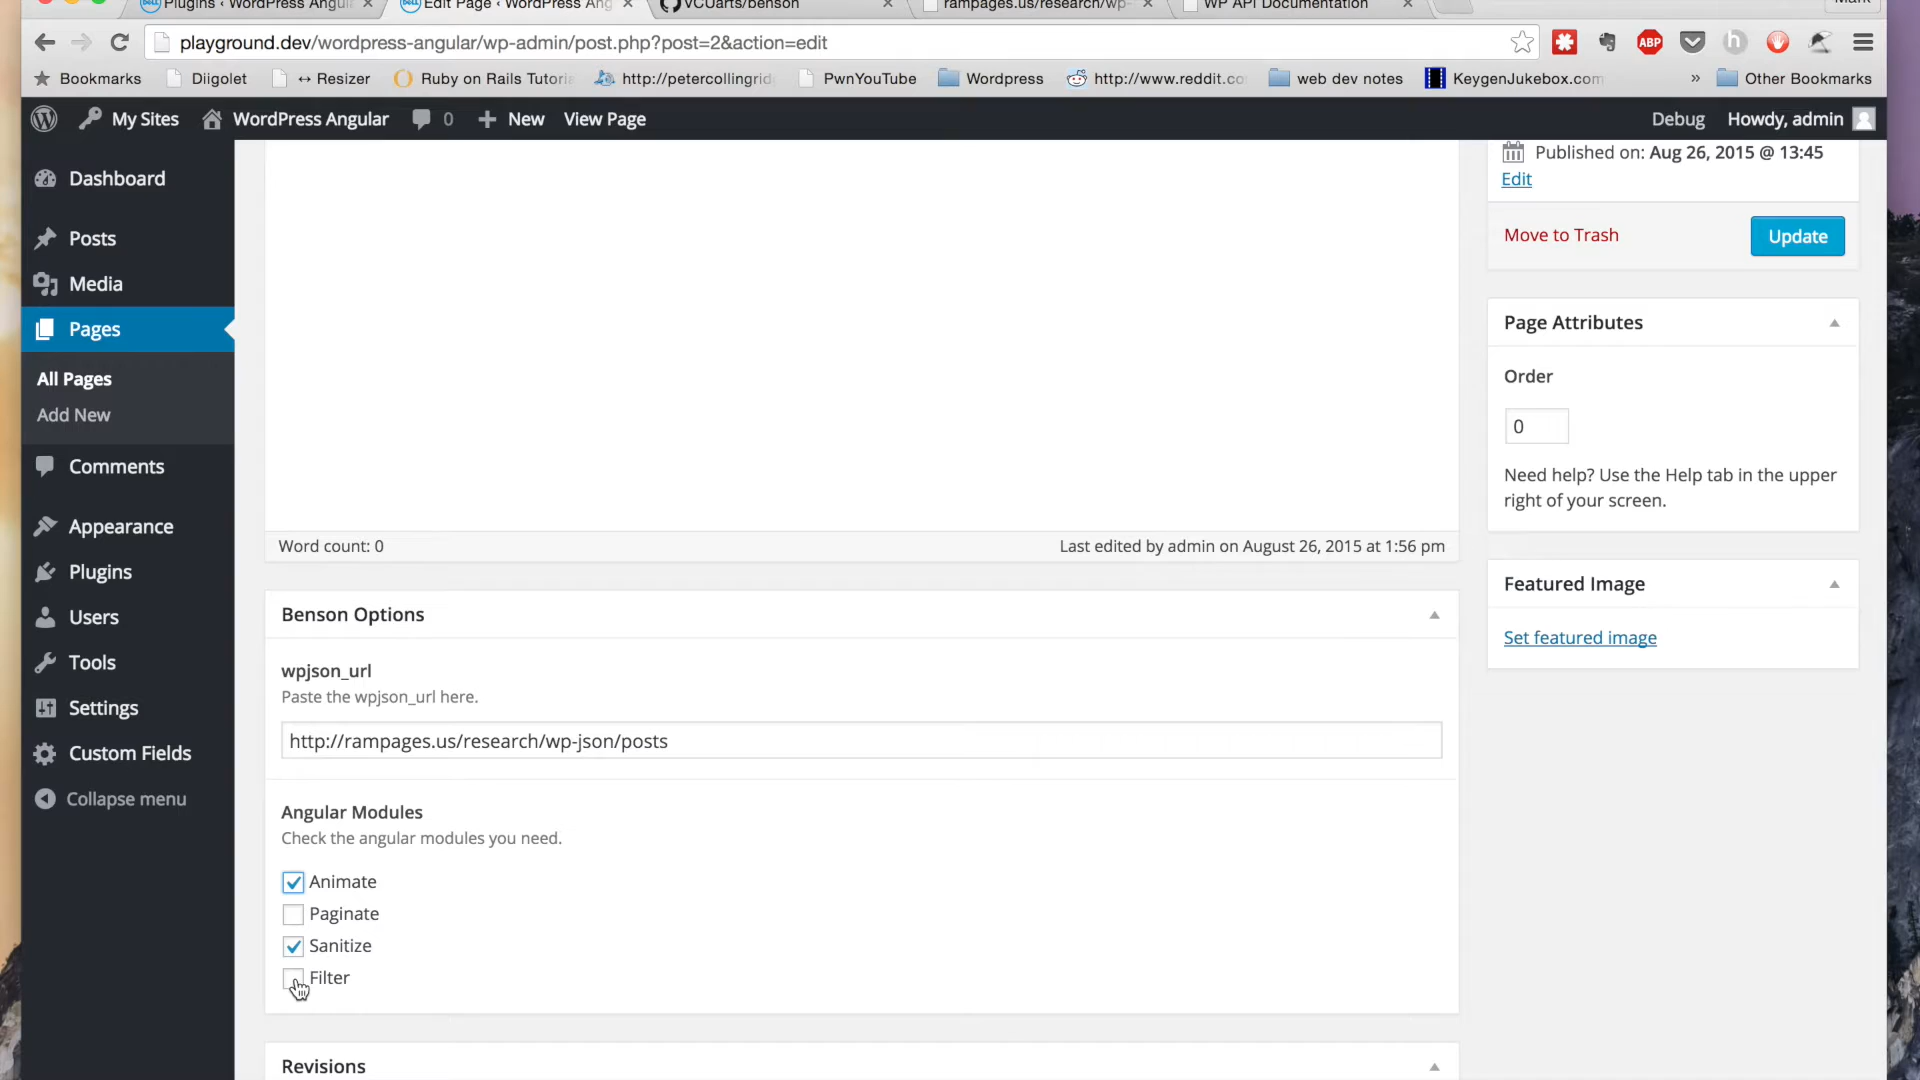 Plugins ‹ WordPress Angul
Edit Page ‹ WordPress Ang
VCUarts/benson
rampages.us/research/wp-
WP API Documentation
Mark
playground.dev/wordpress-angular/wp-admin/post.php?post=2&action=edit
ABP
h
Bookmarks
Diigolet
↔ Resizer
Ruby on Rails Tutoria
http://petercollingrid
PwnYouTube
Wordpress
http://www.reddit.co
web dev notes
KeygenJukebox.com
»
Other Bookmarks
My Sites
WordPress Angular
0
New
View Page
Debug
Howdy, admin
Dashboard
Posts
Media
Pages
All Pages
Add New
Comments
Appearance
Plugins
Users
Tools
Settings
Custom Fields
Collapse menu
Word count: 0
Last edited by admin on August 26, 2015 at 1:56 pm
Benson Options
wpjson_url
Paste the wpjson_url here.
http://rampages.us/research/wp-json/posts
Angular Modules
Check the angular modules you need.
Animate
Paginate
Sanitize
Filter
Revisions
Published on: Aug 26, 2015 @ 13:45
Edit
Move to Trash
Update
Page Attributes
Order
0
Need help? Use the Help tab in the upper
right of your screen.
Featured Image
Set featured image